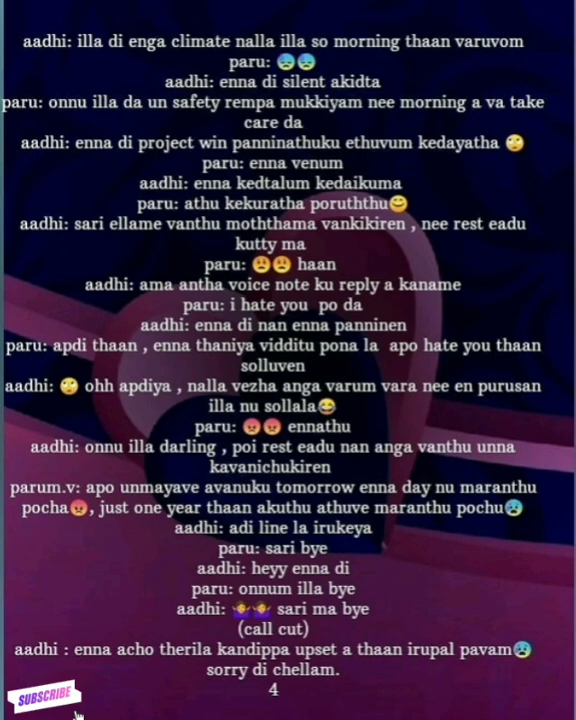 aadhi: illa di enga climate nalla illa so morning thaan varuvom
paru: 😥😥
aadhi: enna di silent akidta
paru: onnu illa da un safety rempa mukkiyam nee morning a va take
care da
aadhi: enna di project win panninathuku ethuvum kedayatha 🙄
paru: enna venum
aadhi: enna kedtalum kedaikuma
paru: athu kekuratha poruththu😊
aadhi: sari ellame vanthu moththama vankikiren , nee rest eadu
kutty ma
paru: 😳😳 haan
aadhi: ama antha voice note ku reply a kaname
paru: i hate you po da
aadhi: enna di nan enna panninen
paru: apdi thaan , enna thaniya vidditu pona la apo hate you thaan
solluven
aadhi: 🙄 ohh apdiya , nalla vezha anga varum vara nee en purusan
illa nu sollala😂
paru: 😡😡 ennathu
aadhi: onnu illa darling , poi rest eadu nan anga vanthu unna
kavanichukiren
parum.v: apo unmayave avanuku tomorrow enna day nu maranthu
pocha😡, just one year thaan akuthu athuve maranthu pochu😰
aadhi: adi line la irukeya
paru: sari bye
aadhi: heyy enna di
paru: onnum illa bye
aadhi: 🤷‍♀️🤷‍♀️ sari ma bye
(call cut)
aadhi : enna acho therila kandippa upset a thaan irupal pavam😰
sorry di chellam.
4
SUBSCRIBE